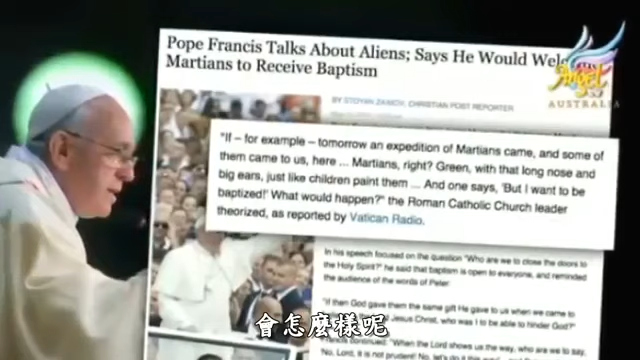 Pope Francis Talks About Aliens; Says He Would Welc
Martians to Receive Baptism
Angel
AUSTRALIA
BY STEPHAN ZIANICH, CHRISTIAN POST REPORTER
"If – for example – tomorrow an expedition of Martians came, and some of
them came to us, here ... Martians, right? Green, with that long nose and
big ears, just like children paint them ... And one says, 'But I want to be
baptized!' What would happen?" the Roman Catholic Church leader
theorized, as reported by Vatican Radio.
In his speech focused on the question "Who are we to close the doors to
the Holy Spirit?" he said that baptism is open to everyone, and reminded
the audience of the words of Peter:
"If then God gave them the same gift He gave to us when we came to
Jesus Christ, who was I to be able to hinder God?"
Francis continued: "When the Lord shows us the way, who are we to say,
'No, Lord, it is not prudent! No, let's do it this
會怎麼樣呢